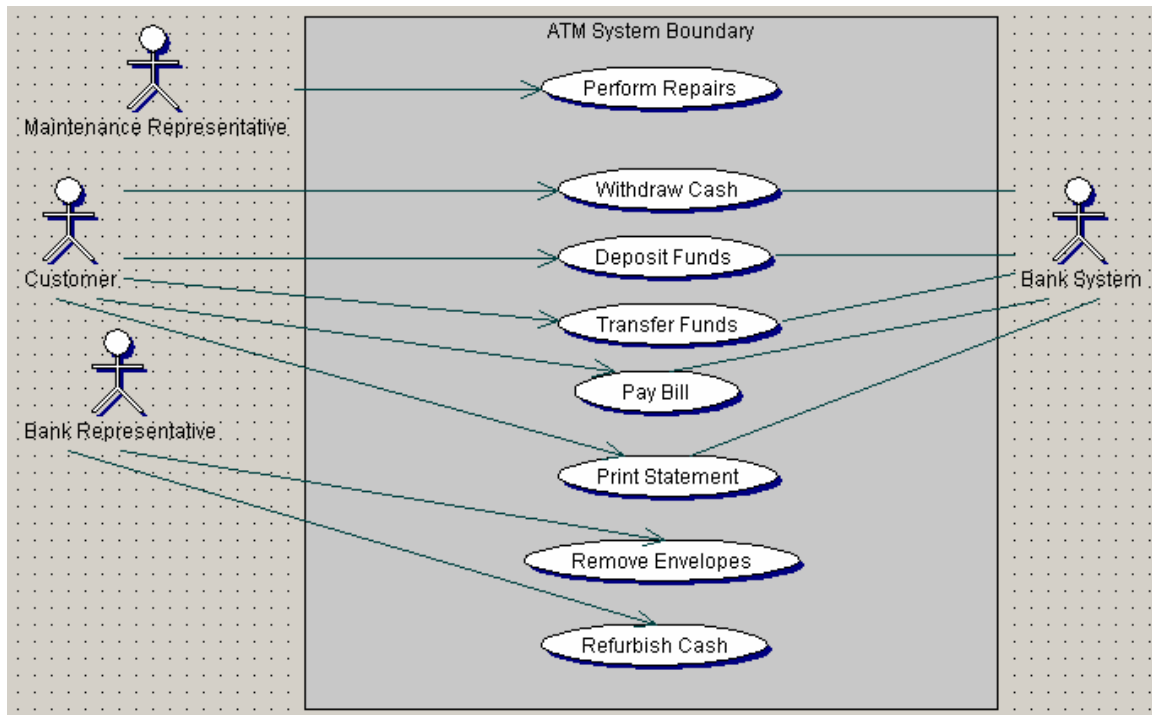 ATM System Boundary
Perform Repairs
Maintenance Representative
Withdraw Cash
Deposit Funds
Customer
Bank System
Transfer Funds
Pay Bill
Bank Representative
Print Statement
Remove Envelopes
Refurbish Cash